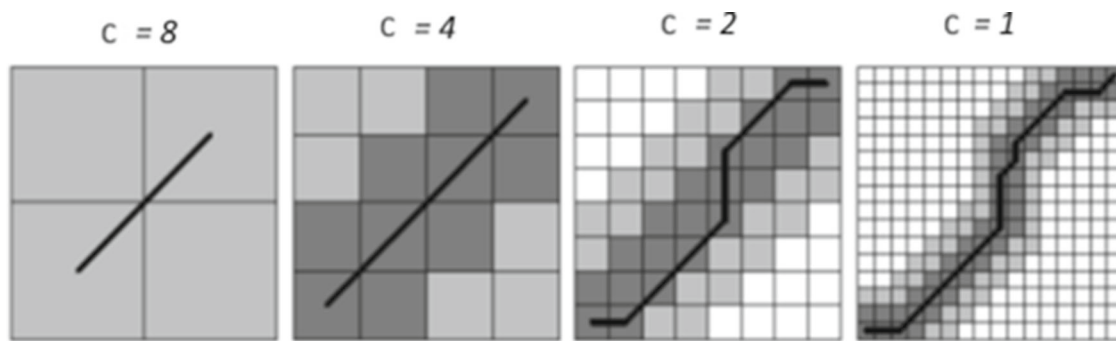 C = 8
C = 4
C = 2
C = 1